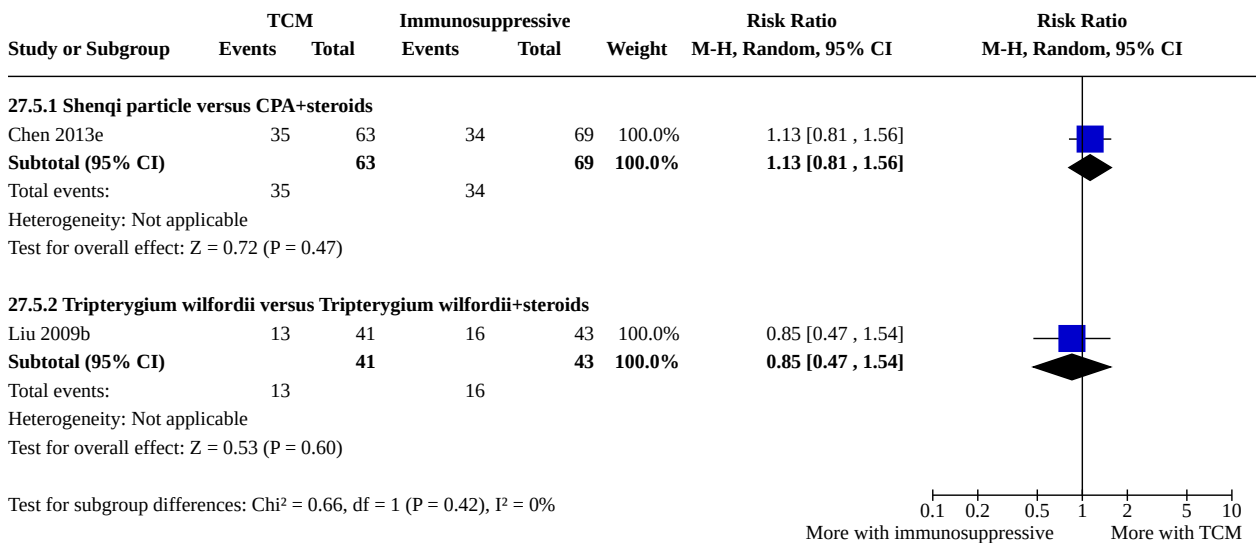 TCM Immunosuppressive Risk Ratio Risk Ratio
Study or Subgroup Events Total Events Total Weight M-H, Random, 95% CI M-H, Random, 95% CI
27.5.1 Shenqi particle versus CPA+steroids
Chen 2013e 35 63 34 69 100.0% 1.13 [0.81 , 1.56]
Subtotal (95% CI) 63 69 100.0% 1.13 [0.81 , 1.56]
Total events: 35 34
Heterogeneity: Not applicable
Test for overall effect: Z = 0.72 (P = 0.47)
27.5.2 Tripterygium wilfordii versus Tripterygium wilfordii+steroids
Liu 2009b 13 41 16 43 100.0% 0.85 [0.47 , 1.54]
Subtotal (95% CI) 41 43 100.0% 0.85 [0.47 , 1.54]
Total events: 13 16
Heterogeneity: Not applicable
Test for overall effect: Z = 0.53 (P = 0.60)
Test for subgroup differences: Chi² = 0.66, df = 1 (P = 0.42), I² = 0%
0.1 0.2 0.5 1 2 5 10
More with immunosuppressive More with TCM